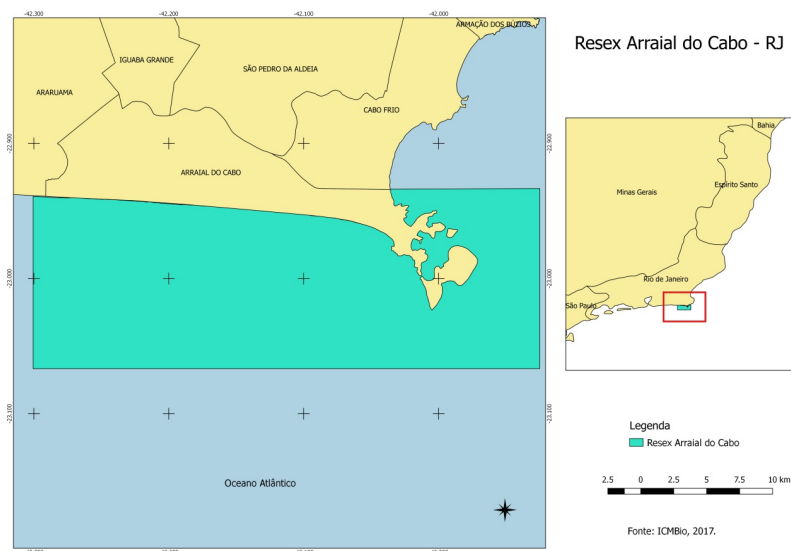 -42.300
-42.200
-42.100
-42.000
Resex Arraial do Cabo - RJ
ARMAÇÃO DOS BÚZIOS
IGUABA GRANDE
SÃO PEDRO DA ALDEIA
ARARUAMA
CABO FRIO
ARRAIAL DO CABO
-22.900
-22.900
-23.000
-23.000
-23.100
-23.100
Oceano Atlântico
Bahia
Minas Gerais
Espírito Santo
Rio de Janeiro
São Paulo
Legenda
Resex Arraial do Cabo
2.5 0 2.5 5 7.5 10 km
Fonte: ICMBio, 2017.